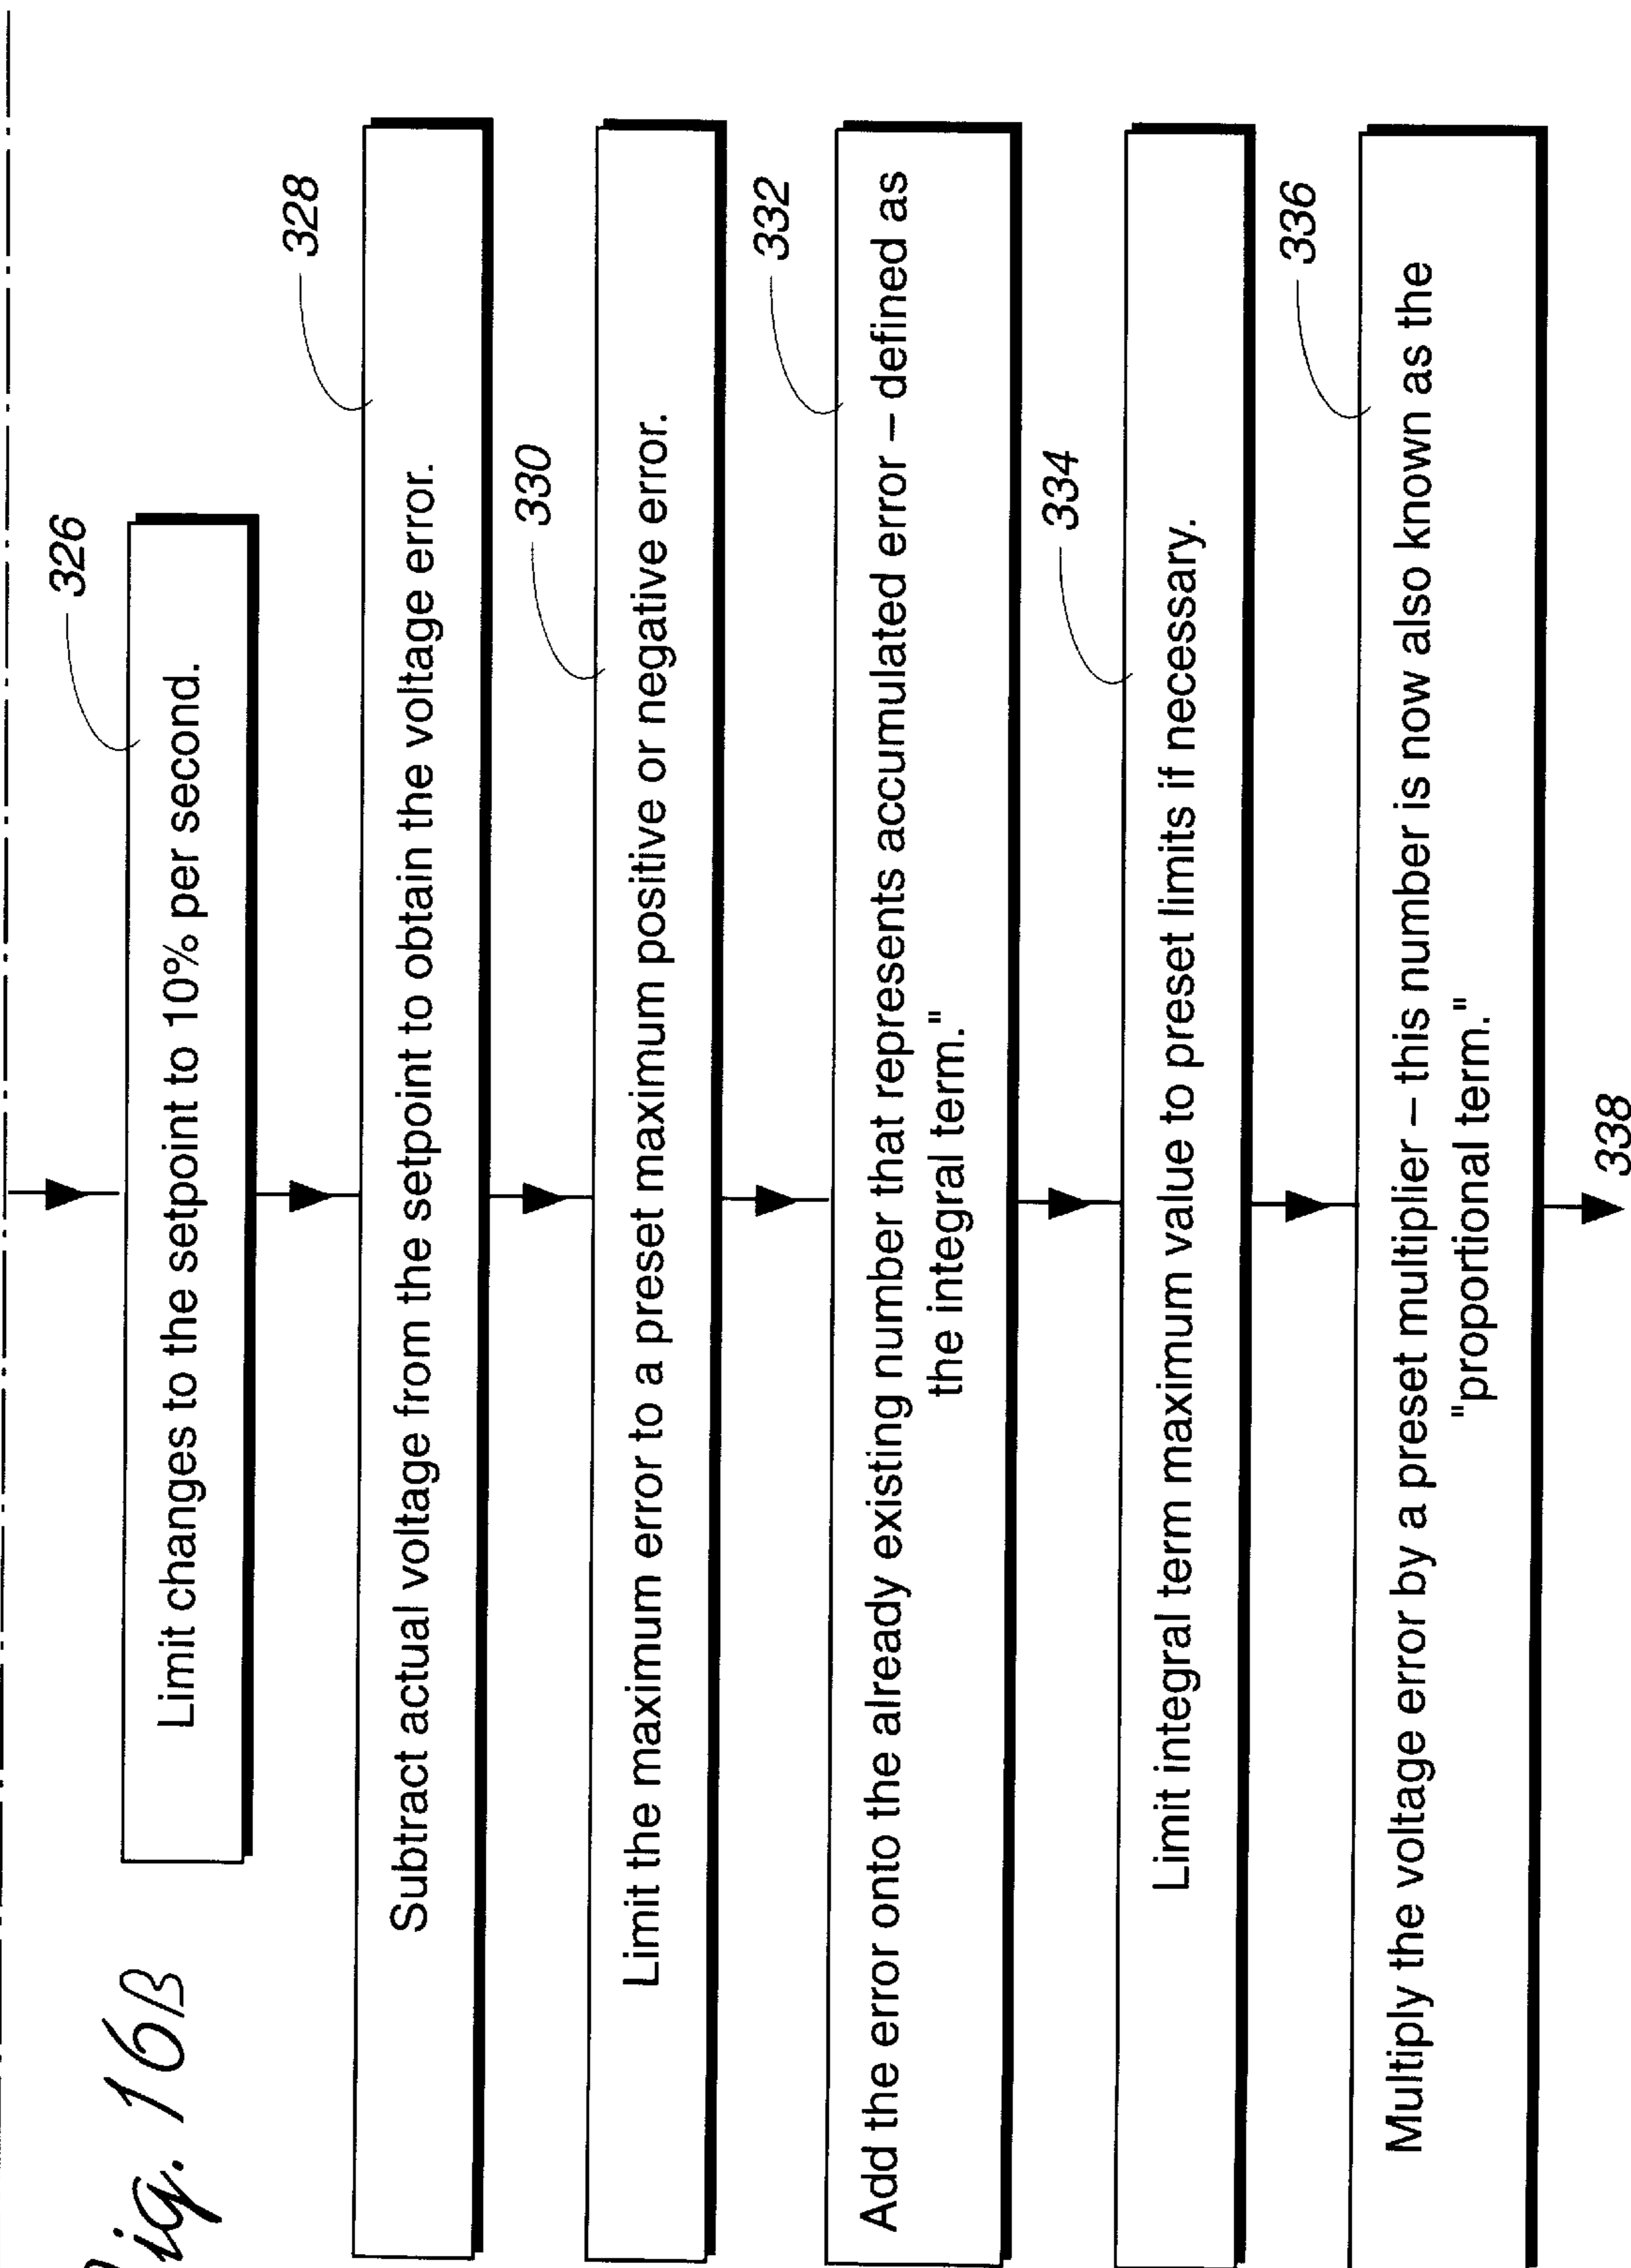 Fig. 16B
326
Limit changes to the setpoint to 10% per second.
328
Subtract actual voltage from the setpoint to obtain the voltage error.
330
Limit the maximum error to a preset maximum positive or negative error.
332
Add the error onto the already existing number that represents accumulated error – defined as
the integral term."
334
Limit integral term maximum value to preset limits if necessary.
336
Multiply the voltage error by a preset multiplier – this number is now also known as the
"proportional term."
338